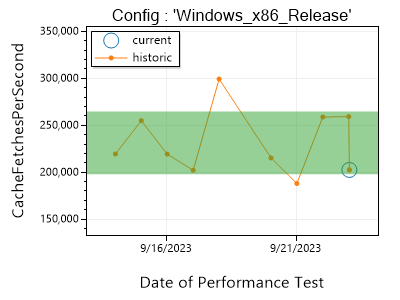 Config : 'Windows_x86_Release'
current
historic
350,000
300,000
250,000
200,000
150,000
CacheFetchesPerSecond
9/16/2023
9/21/2023
Date of Performance Test